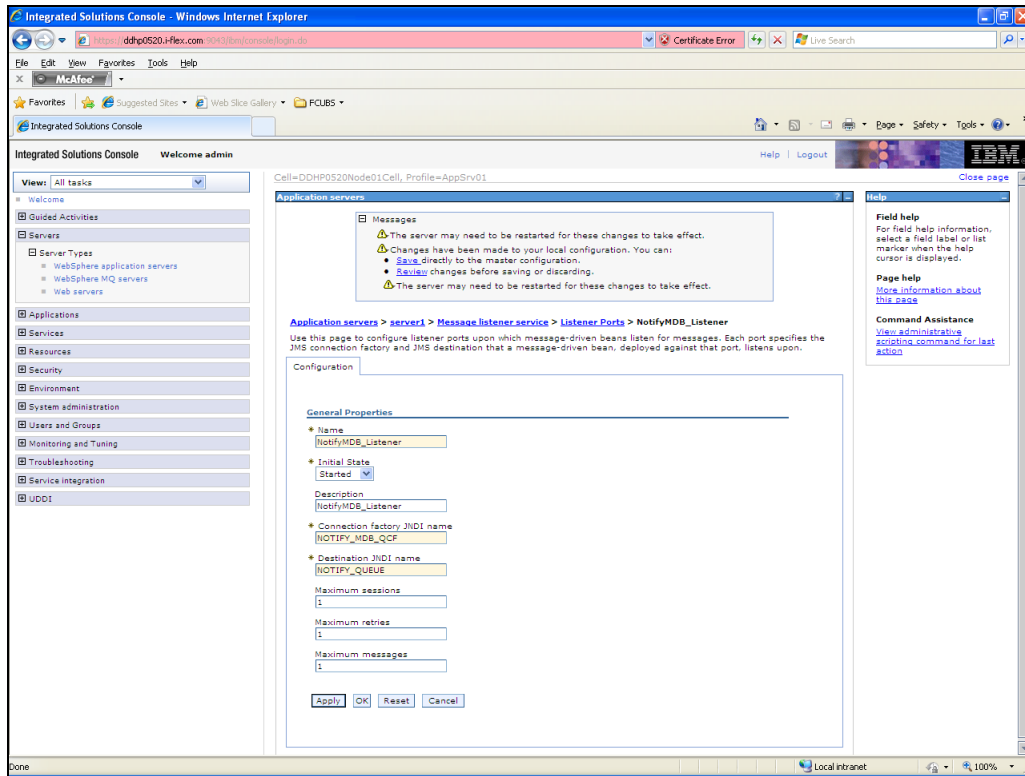 Integrated Solutions Console - Windows Internet Explorer
https://ddhp0520.i-flex.com:9043/ibm/console/login.do
Certificate Error
Live Search
File Edit View Favorites Tools Help
McAfee
Favorites
Suggested Sites
Web Slice Gallery
FCUBS
Integrated Solutions Console
Page
Safety
Tools
Integrated Solutions Console Welcome admin
Help | Logout
IBM
View: All tasks
Welcome
Guided Activities
Servers
Server Types
WebSphere application servers
WebSphere MQ servers
Web servers
Applications
Services
Resources
Security
Environment
System administration
Users and Groups
Monitoring and Tuning
Troubleshooting
Service integration
UDDI
Cell=DDHP0520Node01Cell, Profile=AppSrv01
Close page
Application servers
? -
Messages
The server may need to be restarted for these changes to take effect.
Changes have been made to your local configuration. You can:
Save directly to the master configuration.
Review changes before saving or discarding.
The server may need to be restarted for these changes to take effect.
Application servers > server1 > Message listener service > Listener Ports > NotifyMDB_Listener
Use this page to configure listener ports upon which message-driven beans listen for messages. Each port specifies the
JMS connection factory and JMS destination that a message-driven bean, deployed against that port, listens upon.
Configuration
General Properties
* Name
NotifyMDB_Listener
* Initial State
Started
Description
NotifyMDB_Listener
* Connection factory JNDI name
NOTIFY_MDB_QCF
* Destination JNDI name
NOTIFY_QUEUE
Maximum sessions
1
Maximum retries
1
Maximum messages
1
Apply OK Reset Cancel
Help
Field help
For field help information,
select a field label or list
marker when the help
cursor is displayed.
Page help
More information about
this page
Command Assistance
View administrative
scripting command for last
action
Done
Local intranet
100%